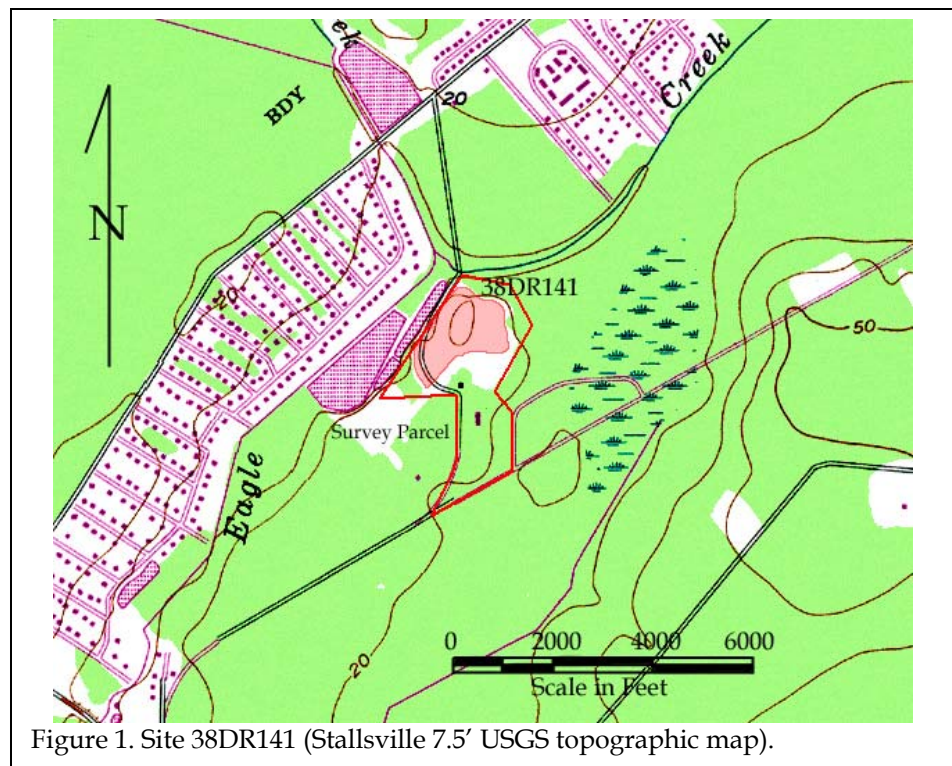 ek
20
BDY
Creek
N
20
38DR141
50
Survey Parcel
Eagle
0 2000 4000 6000
Scale in Feet
20
Figure 1. Site 38DR141 (Stallsville 7.5′ USGS topographic map).